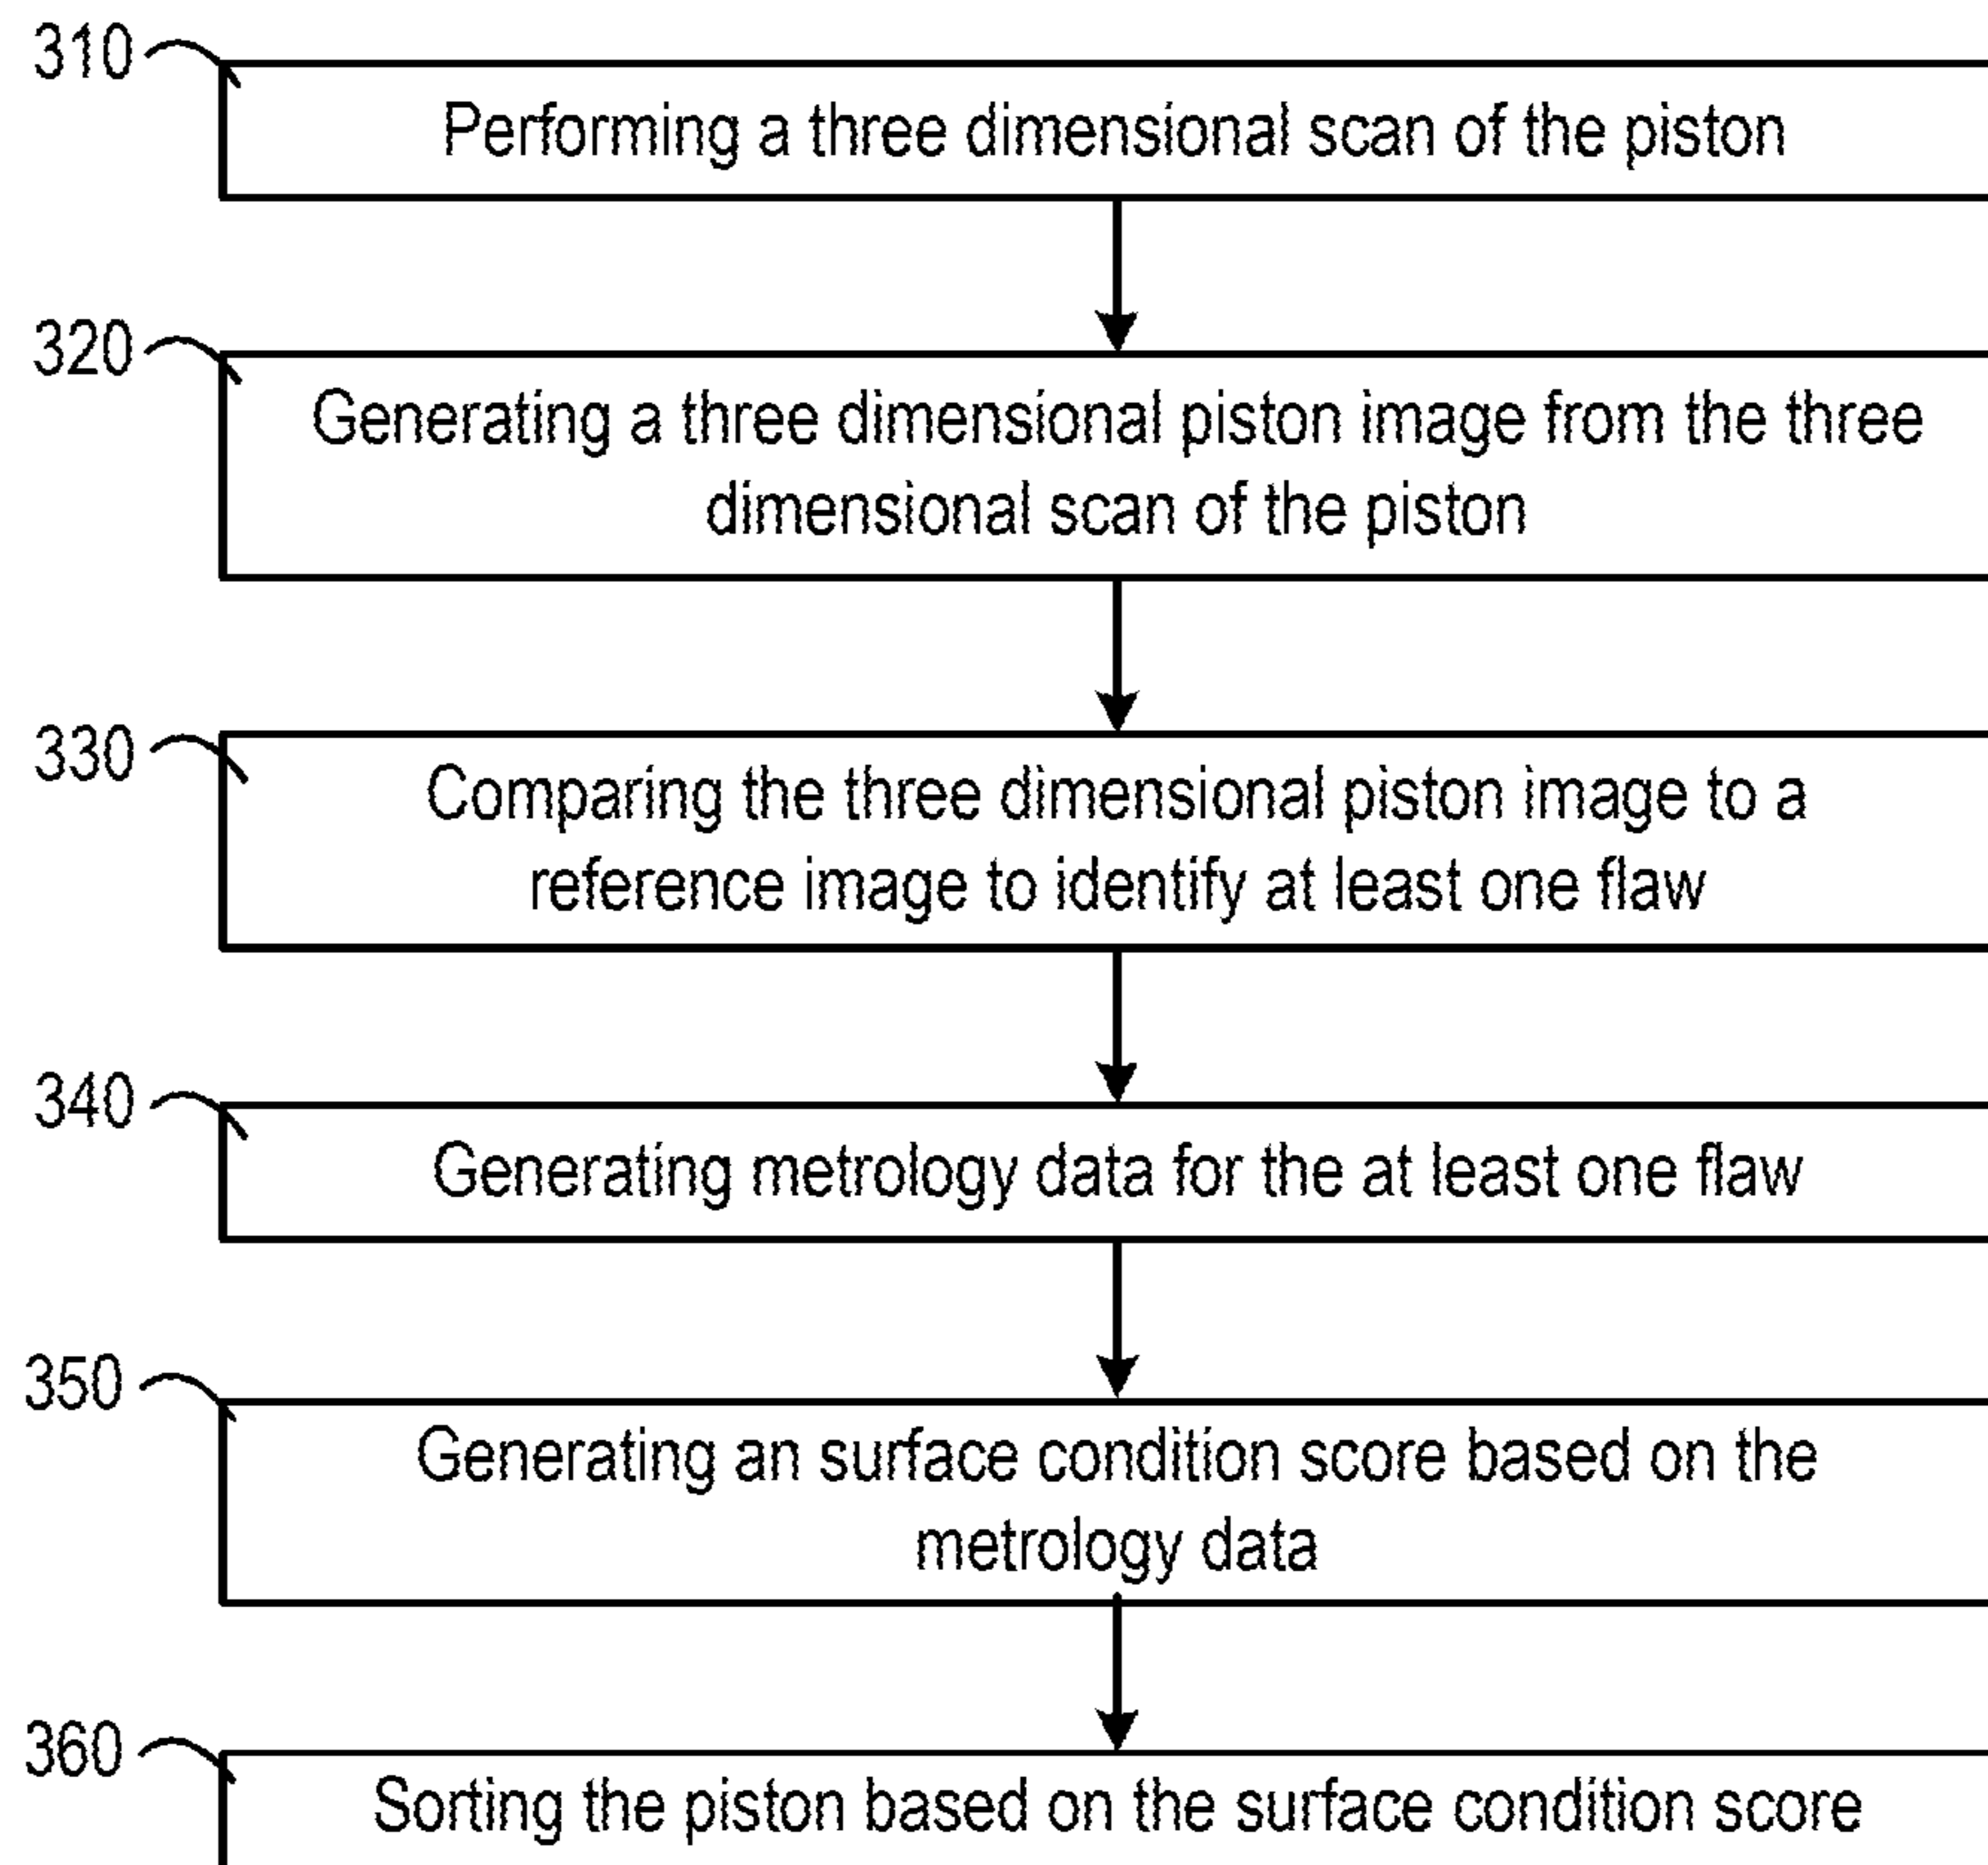 310
Performing a three dimensional scan of the piston
320
Generating a three dimensional piston image from the three
dimensional scan of the piston
330
Comparing the three dimensional piston image to a
reference image to identify at least one flaw
340
Generating metrology data for the at least one flaw
350
Generating an surface condition score based on the
metrology data
360
Sorting the piston based on the surface condition score